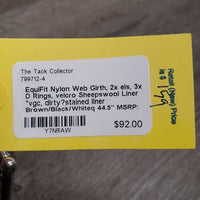 The Tack Collector
799712-4
EquiFit Nylon Web Girth, 2x els, 3x
D Rings, velcro Sheepswool Liner
*vgc, dirty?stained liner
Brown/Black/Whiteq 44.5" MSRP:
$92.00
Y7NRAW
Retail (New) Price
is $ 159